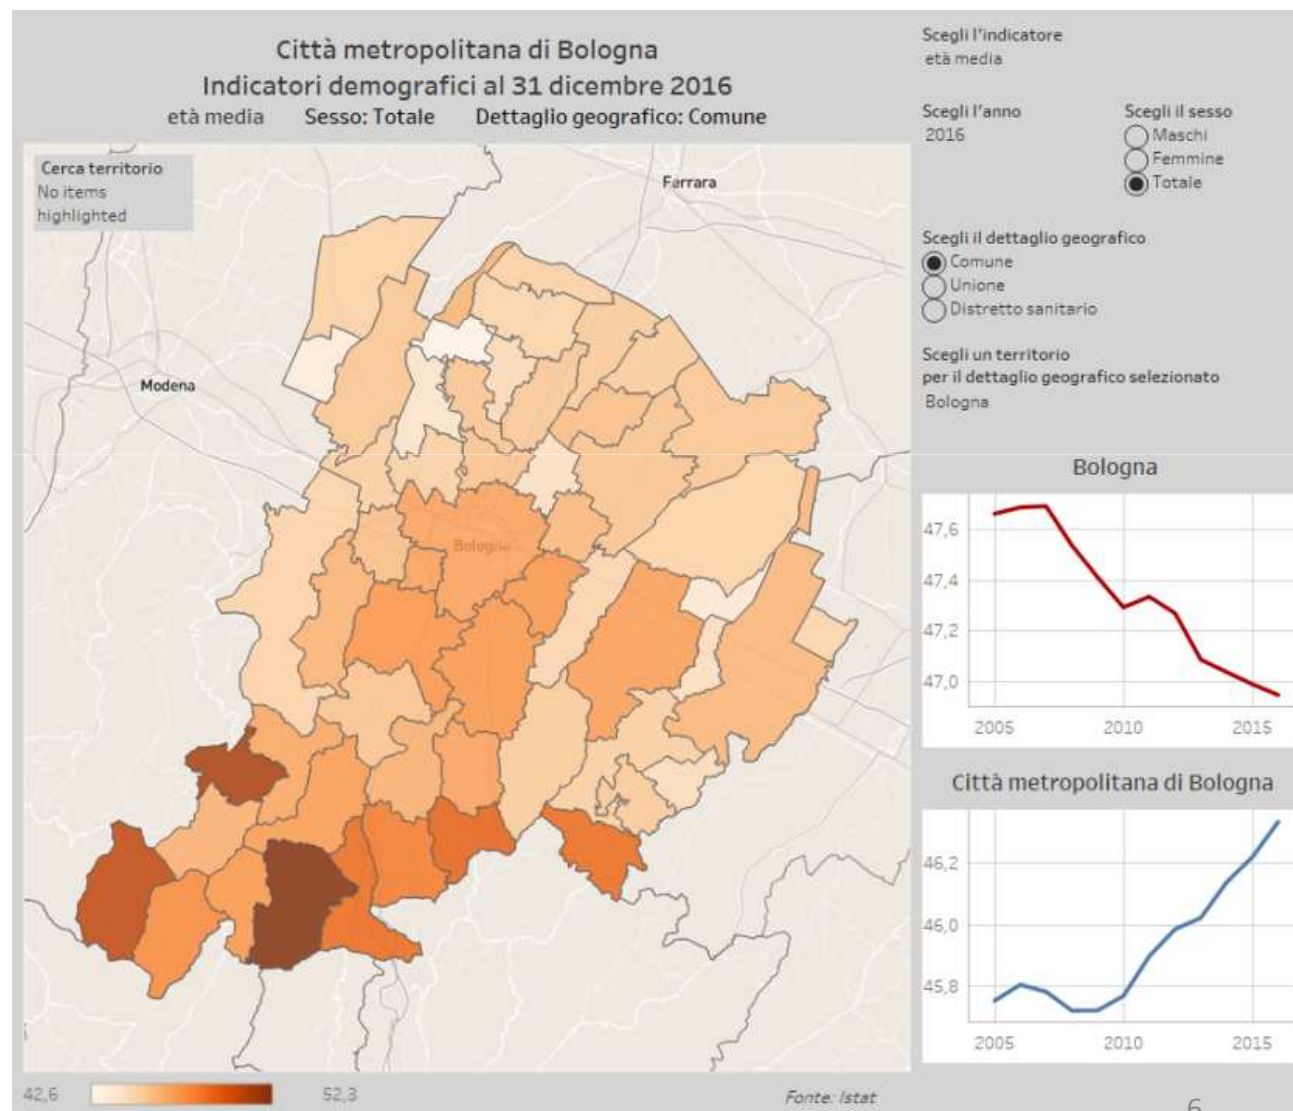 Città metropolitana di Bologna
Indicatori demografici al 31 dicembre 2016
età media Sesso: Totale Dettaglio geografico: Comune
Cerca territorio
No items
highlighted
Ferrara
Modena
Bologna
42,6
52,3
Fonte: Istat
Scegli l'indicatore
età media
Scegli l'anno
2016
Scegli il sesso
Maschi
Femmine
Totale
Scegli il dettaglio geografico
Comune
Unione
Distretto sanitario
Scegli un territorio
per il dettaglio geografico selezionato
Bologna
Bologna
47,6
47,4
47,2
47,0
2005 2010 2015
Città metropolitana di Bologna
46,2
46,0
45,8
2005 2010 2015
6